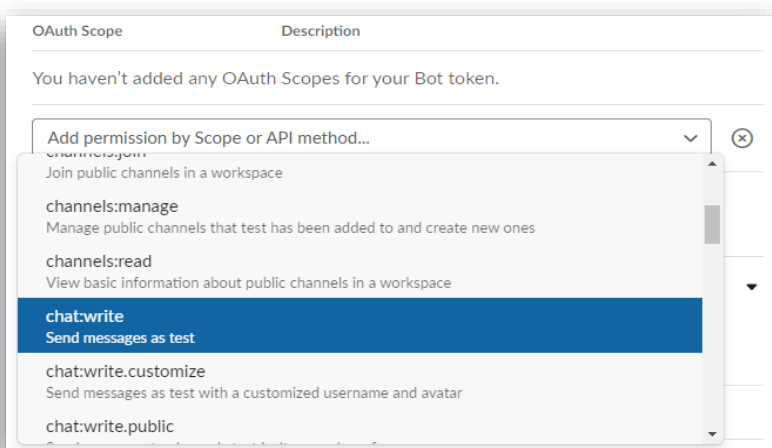 OAuth Scope Description
You haven't added any OAuth Scopes for your Bot token.
Add permission by Scope or API method...
channels:join
Join public channels in a workspace
channels:manage
Manage public channels that test has been added to and create new ones
channels:read
View basic information about public channels in a workspace
chat:write
Send messages as test
chat:write.customize
Send messages as test with a customized username and avatar
chat:write.public